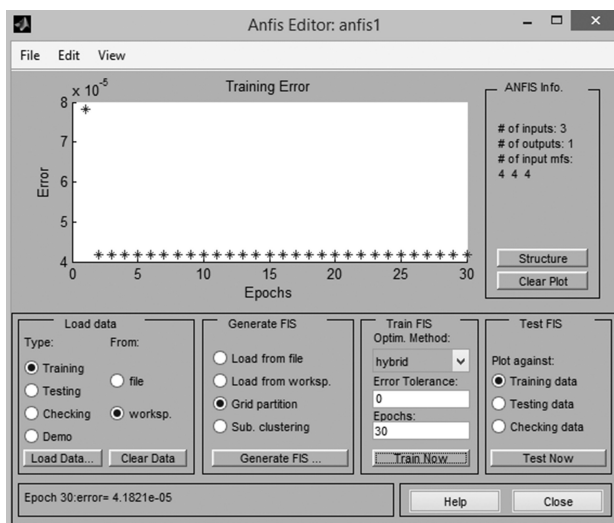 Anfis Editor: anfis1
File Edit View
x 10^-5
Training Error
8
7
6
5
4
Error
0 5 10 15 20 25 30
Epochs
ANFIS Info.
# of inputs: 3
# of outputs: 1
# of input mfs:
4 4 4
Structure
Clear Plot
Load data
Type: From:
Training
Testing
Checking
Demo
file
worksp.
Load Data... Clear Data
Generate FIS
Load from file
Load from worksp.
Grid partition
Sub. clustering
Generate FIS ...
Train FIS
Optim. Method:
hybrid
Error Tolerance:
0
Epochs:
30
Train Now
Test FIS
Plot against:
Training data
Testing data
Checking data
Test Now
Epoch 30:error= 4.1821e-05
Help Close